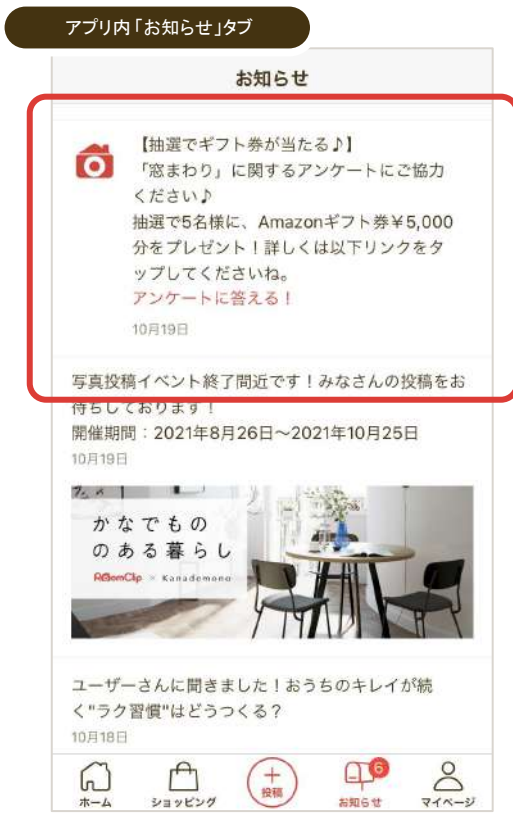 アプリ内「お知らせ」タブ
お知らせ
【抽選でギフト券が当たる♪】
「窓まわり」に関するアンケートにご協力
ください♪
抽選で5名様に、Amazonギフト券¥5,000
分をプレゼント！詳しくは以下リンクをタ
ップしてくださいね。
アンケートに答える！
10月19日
写真投稿イベント終了間近です！みなさんの投稿をお
待ちしております！
開催期間：2021年8月26日～2021年10月25日
10月19日
かなでもの
のある暮らし
RoomClip × Kanademono
ユーザーさんに聞きました！おうちのキレイが続
く"ラク習慣"はどうつくる？
10月18日
6
投稿
ホーム ショッピング お知らせ マイページ